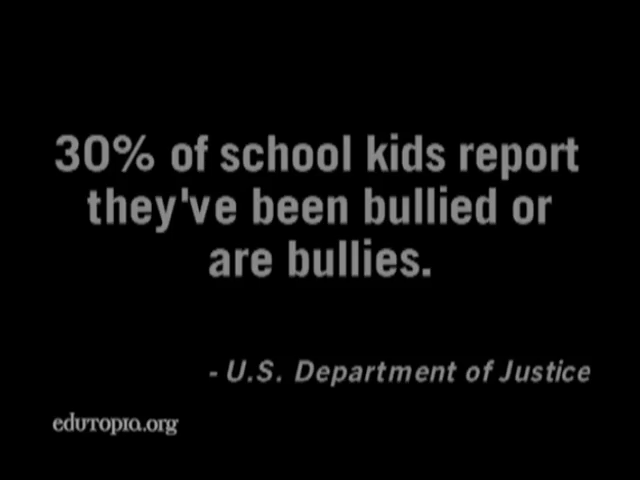 30% of school kids report
they've been bullied or
are bullies.
- U.S. Department of Justice
edutopia.org